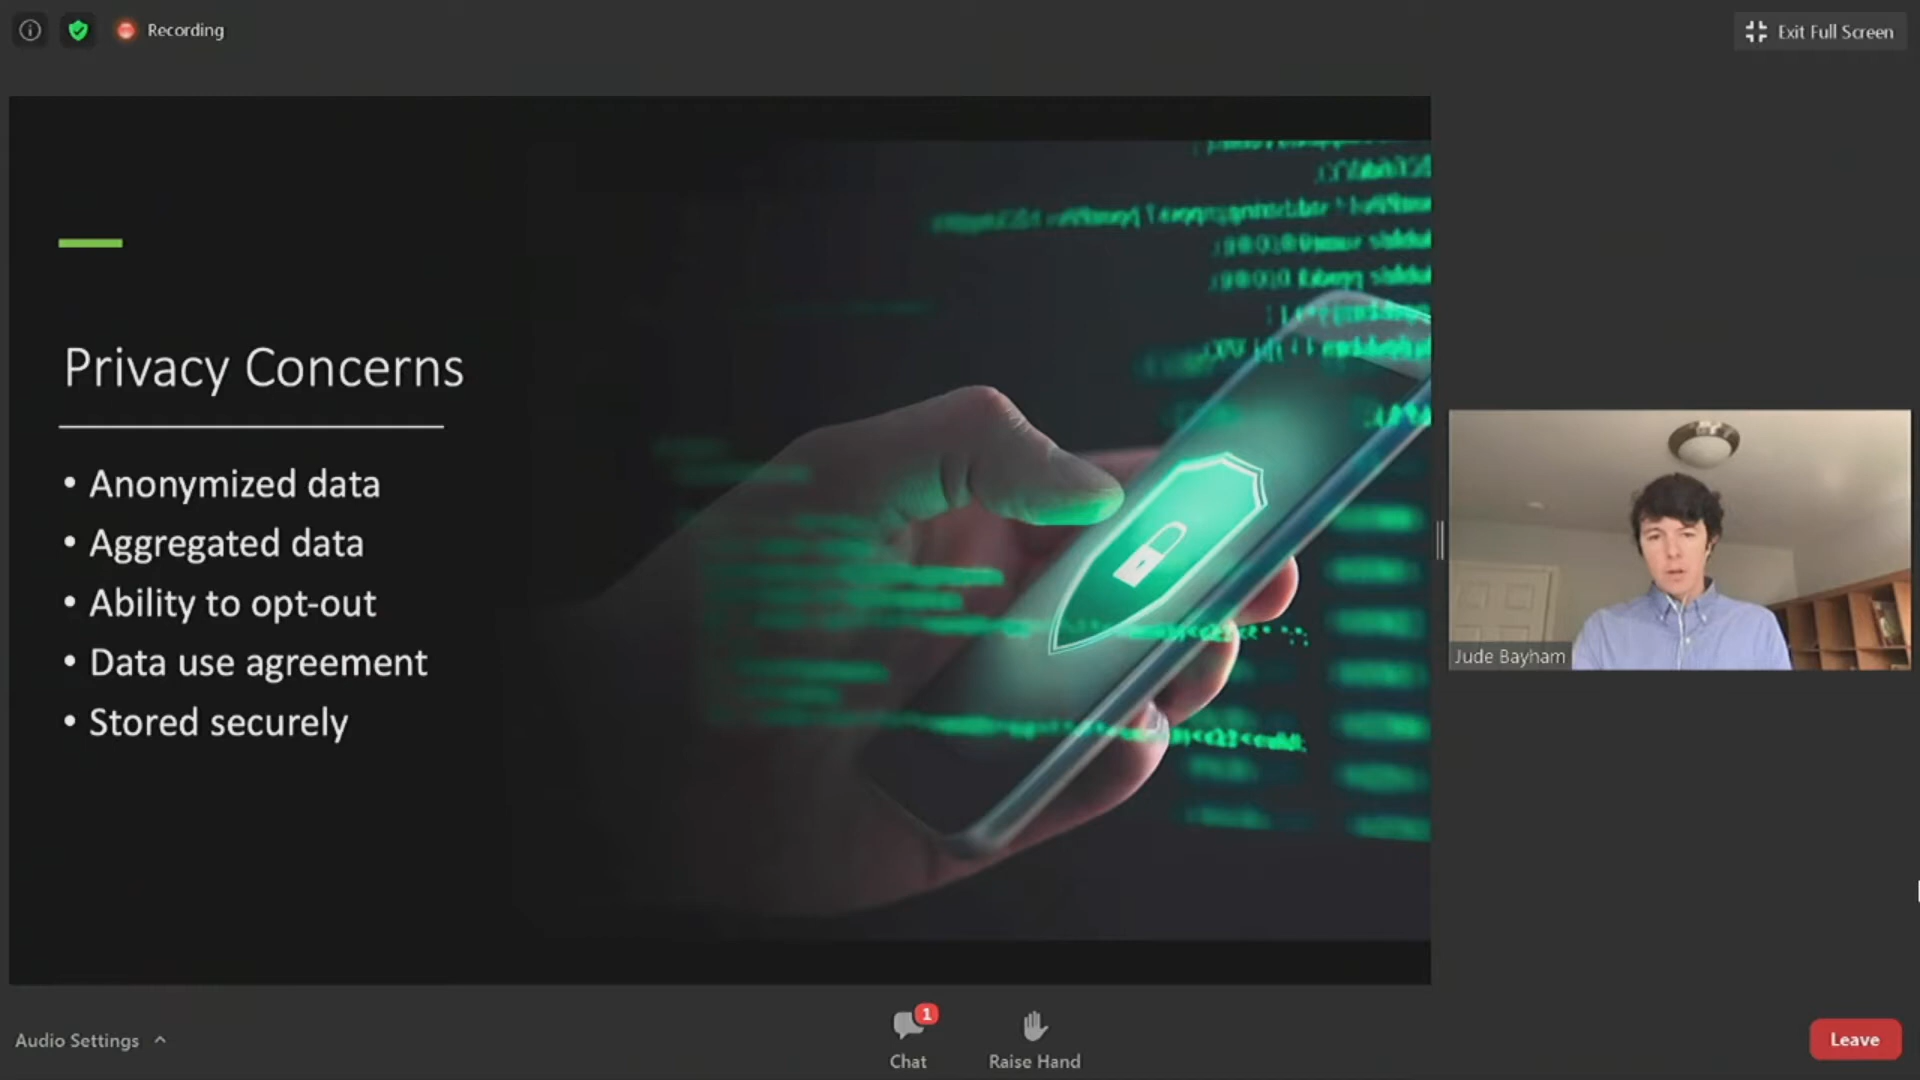 Recording
Exit Full Screen
Privacy Concerns
• Anonymized data
• Aggregated data
• Ability to opt-out
• Data use agreement
• Stored securely
Jude Bayham
Audio Settings
1
Chat
Raise Hand
Leave